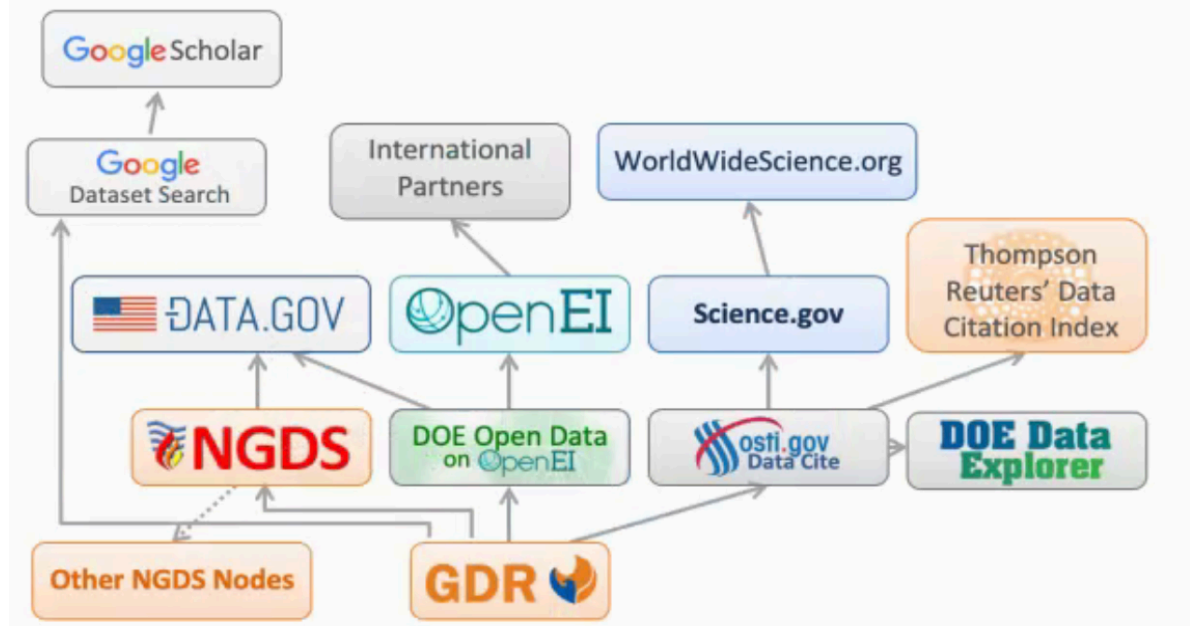 Google Scholar
Google
Dataset Search
International
Partners
WorldWideScience.org
Thompson
Reuters' Data
Citation Index
DATA.GOV
OpenEI
Science.gov
NGDS
DOE Open Data
on OpenEI
osti.gov
Data Cite
DOE Data
Explorer
Other NGDS Nodes
GDR